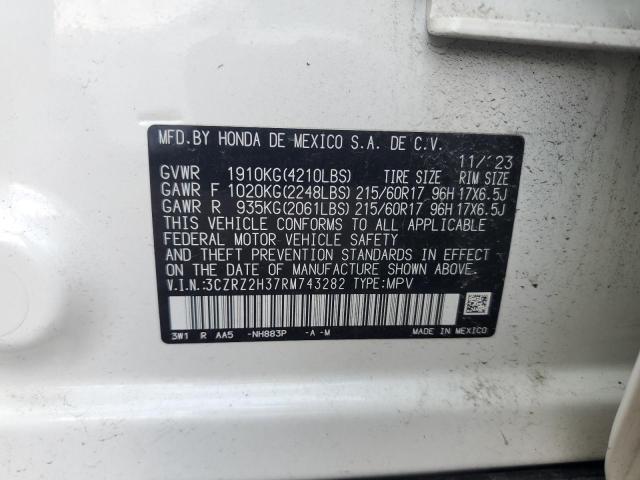 MFD.BY HONDA DE MEXICO S.A. DE C.V.
11/23
GVWR 1910KG(4210LBS) TIRE SIZE RIM SIZE
GAWR F 1020KG(2248LBS) 215/60R17 96H 17X6.5J
GAWR R 935KG(2061LBS) 215/60R17 96H 17X6.5J
THIS VEHICLE CONFORMS TO ALL APPLICABLE
FEDERAL MOTOR VEHICLE SAFETY
AND THEFT PREVENTION STANDARDS IN EFFECT
ON THE DATE OF MANUFACTURE SHOWN ABOVE.
V.I.N.:3CZRZ2H37RM743282 TYPE:MPV
3W1 R AA5 -NH883P -A -M MADE IN MEXICO